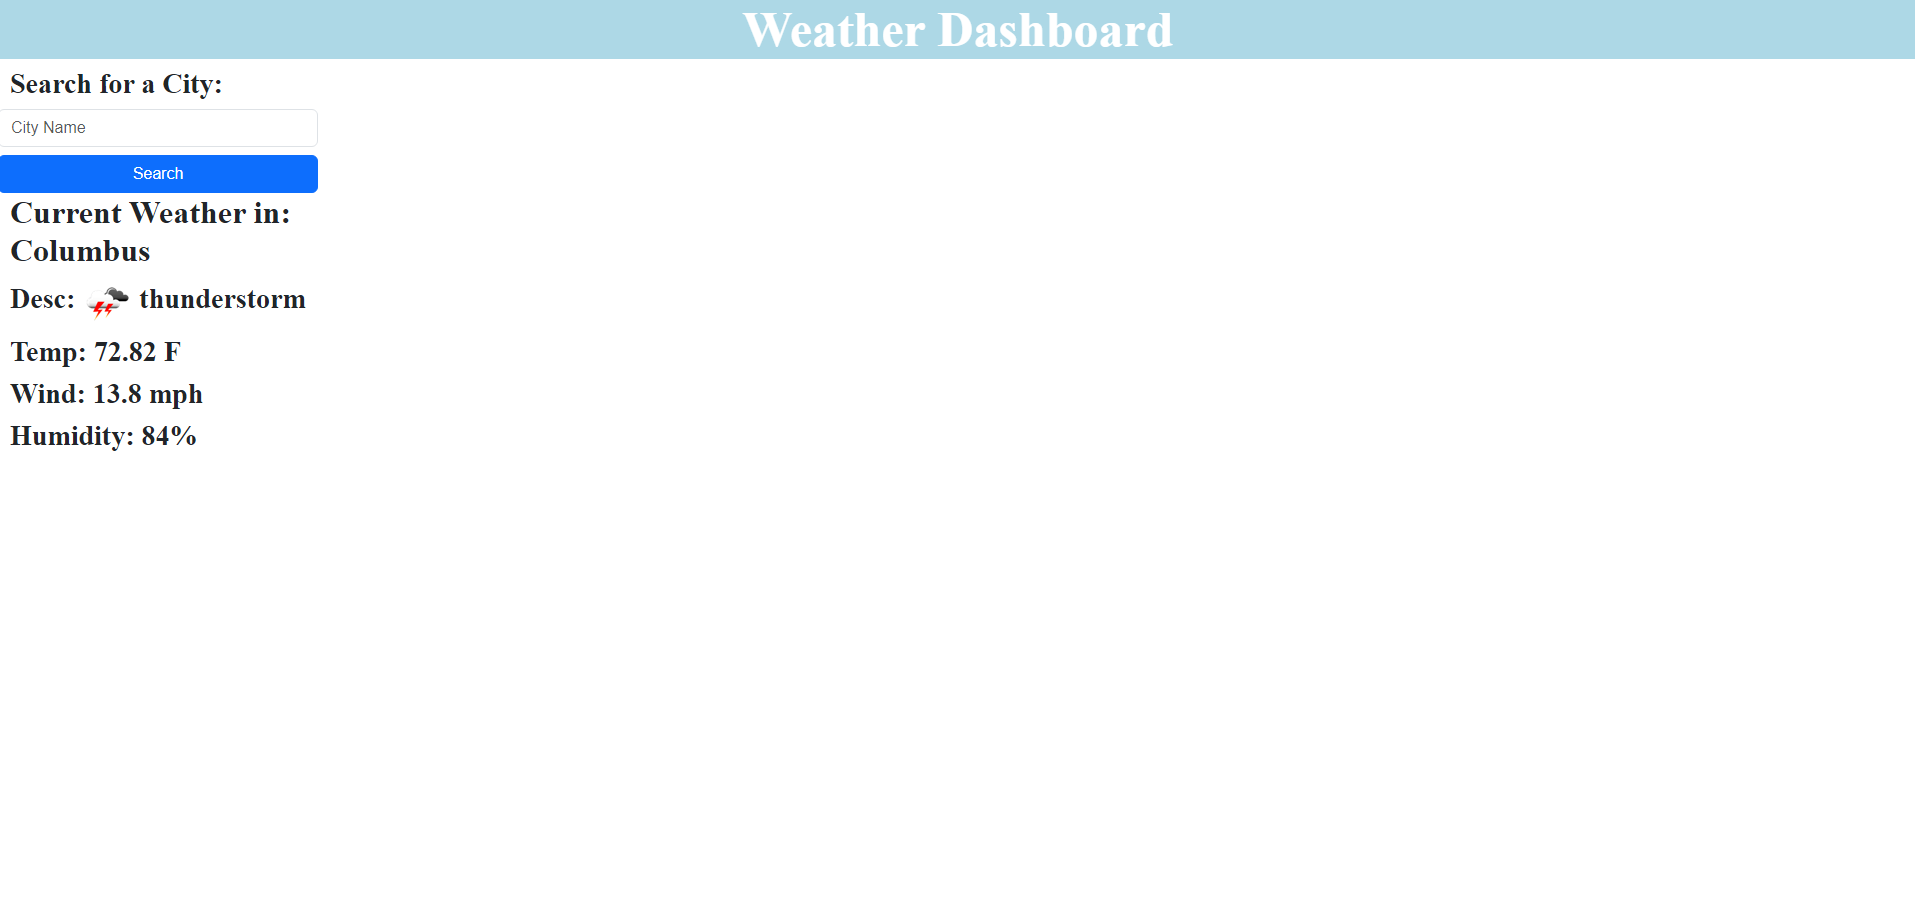 Weather Dashboard
Search for a City:
City Name
Search
Current Weather in:
Columbus
Desc: thunderstorm
Temp: 72.82 F
Wind: 13.8 mph
Humidity: 84%